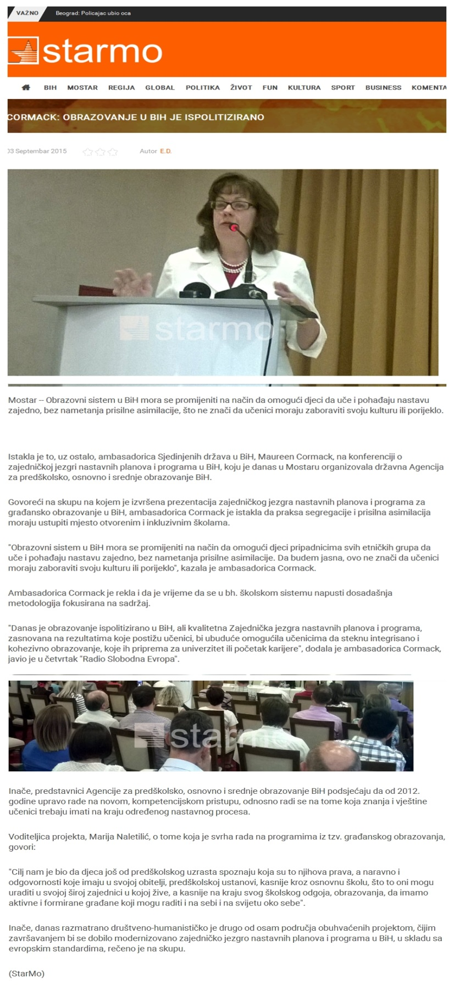 VAŽNO Beograd: Policajac ubio oca
starmo
BIH MOSTAR REGIJA GLOBAL POLITIKA ŽIVOT FUN KULTURA SPORT BUSINESS KOMENTA
CORMACK: OBRAZOVANJE U BIH JE ISPOLITIZIRANO
03 Septembar 2015 Autor E.D.
starmo
Mostar -- Obrazovni sistem u BiH mora se promijeniti na način da omogući djeci da uče i pohađaju nastavu
zajedno, bez nametanja prisilne asimilacije, što ne znači da učenici moraju zaboraviti svoju kulturu ili porijeklo.
Istakla je to, uz ostalo, ambasadorica Sjedinjenih država u BiH, Maureen Cormack, na konferenciji o
zajedničkoj jezgri nastavnih planova i programa u BiH, koju je danas u Mostaru organizovala državna Agencija
za predškolsko, osnovno i srednje obrazovanje BiH.
Govoreći na skupu na kojem je izvršena prezentacija zajedničkog jezgra nastavnih planova i programa za
građansko obrazovanje u BiH, ambasadorica Cormack je istakla da praksa segregacije i prisilna asimilacija
moraju ustupiti mjesto otvorenim i inkluzivnim školama.
"Obrazovni sistem u BiH mora se promijeniti na način da omogući djeci pripadnicima svih etničkih grupa da
uče i pohađaju nastavu zajedno, bez nametanja prisilne asimilacije. Da budem jasna, ovo ne znači da učenici
moraju zaboraviti svoju kulturu ili porijeklo", kazala je ambasadorica Cormack.
Ambasadorica Cormack je rekla i da je vrijeme da se u bh. školskom sistemu napusti dosadašnja
metodologija fokusirana na sadržaj.
"Danas je obrazovanje ispolitizirano u BiH, ali kvalitetna Zajednička jezgra nastavnih planova i programa,
zasnovana na rezultatima koje postižu učenici, bi ubuduće omogućila učenicima da steknu integrisano i
kohezivno obrazovanje, koje ih priprema za univerzitet ili početak karijere", dodala je ambasadorica Cormack,
javio je u četvrtak "Radio Slobodna Evropa".
starmo
Inače, predstavnici Agencije za predškolsko, osnovno i srednje obrazovanje BiH podsjećaju da od 2012.
godine upravo rade na novom, kompetencijskom pristupu, odnosno radi se na tome koja znanja i vještine
učenici trebaju imati na kraju određenog nastavnog procesa.
Voditeljica projekta, Marija Naletilić, o tome koja je svrha rada na programima iz tzv. građanskog obrazovanja,
govori:
"Cilj nam je bio da djeca još od predškolskog uzrasta spoznaju koja su to njihova prava, a naravno i
odgovornosti koje imaju u svojoj obitelji, predškolskoj ustanovi, kasnije kroz osnovnu školu, što to oni mogu
uraditi u svojoj široj zajednici u kojoj žive, a kasnije na kraju svog školskog odgoja, obrazovanja, da imamo
aktivne i formirane građane koji mogu raditi i na sebi i na svijetu oko sebe".
Inače, danas razmatrano društveno-humanističko je drugo od osam područja obuhvaćenih projektom, čijim
završavanjem bi se dobilo modernizovano zajedničko jezgro nastavnih planova i programa u BiH, u skladu sa
evropskim standardima, rečeno je na skupu.
(StarMo)